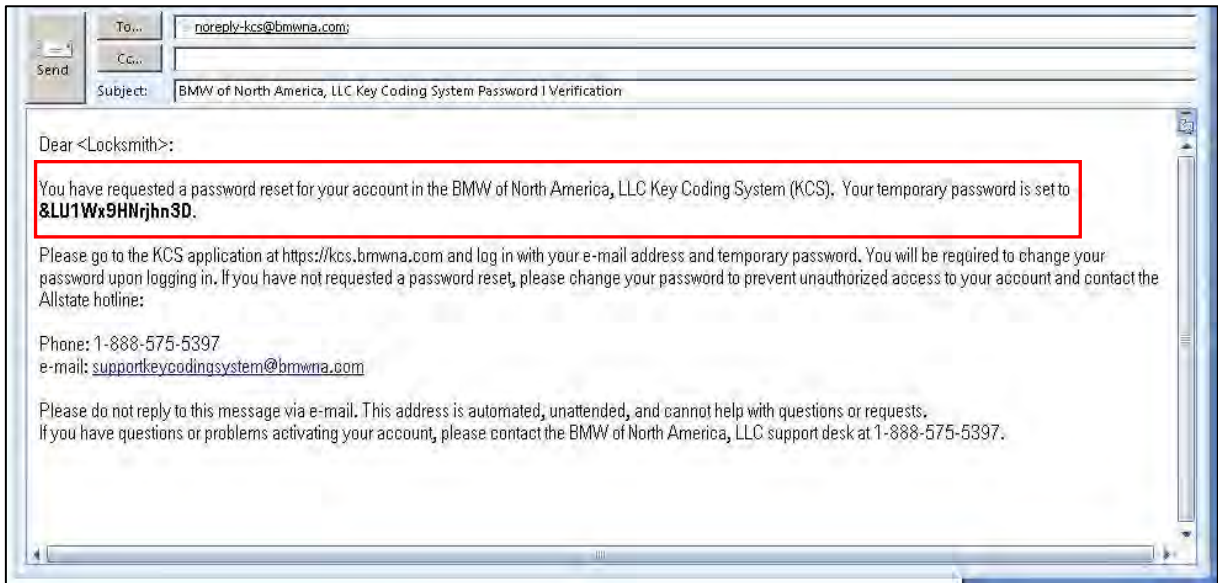 To...
noreply-kcs@bmwna.com;
Send
Cc...
Subject:
BMW of North America, LLC Key Coding System Password I Verification
Dear <Locksmith>:
You have requested a password reset for your account in the BMW of North America, LLC Key Coding System (KCS). Your temporary password is set to
&LU1Wx9HNrjhn3D.
Please go to the KCS application at https://kcs.bmwna.com and log in with your e-mail address and temporary password. You will be required to change your
password upon logging in. If you have not requested a password reset, please change your password to prevent unauthorized access to your account and contact the
Allstate hotline:
Phone: 1-888-575-5397
e-mail: supportkeycodingsystem@bmwna.com
Please do not reply to this message via e-mail. This address is automated, unattended, and cannot help with questions or requests.
If you have questions or problems activating your account, please contact the BMW of North America, LLC support desk at 1-888-575-5397.